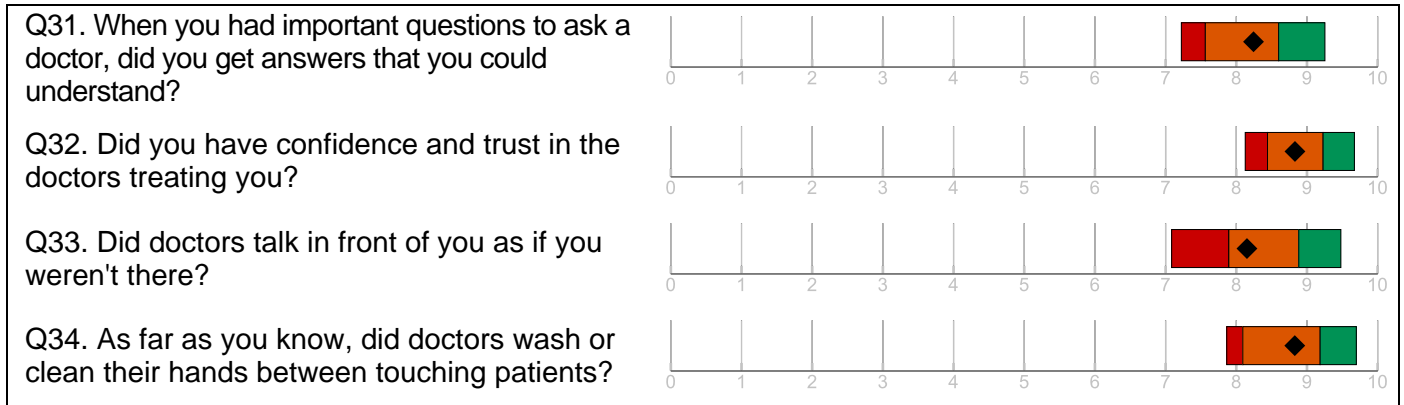 Q31. When you had important questions to ask a
doctor, did you get answers that you could
understand?
0 1 2 3 4 5 6 7 8 9 10
Q32. Did you have confidence and trust in the
doctors treating you?
0 1 2 3 4 5 6 7 8 9 10
Q33. Did doctors talk in front of you as if you
weren't there?
0 1 2 3 4 5 6 7 8 9 10
Q34. As far as you know, did doctors wash or
clean their hands between touching patients?
0 1 2 3 4 5 6 7 8 9 10